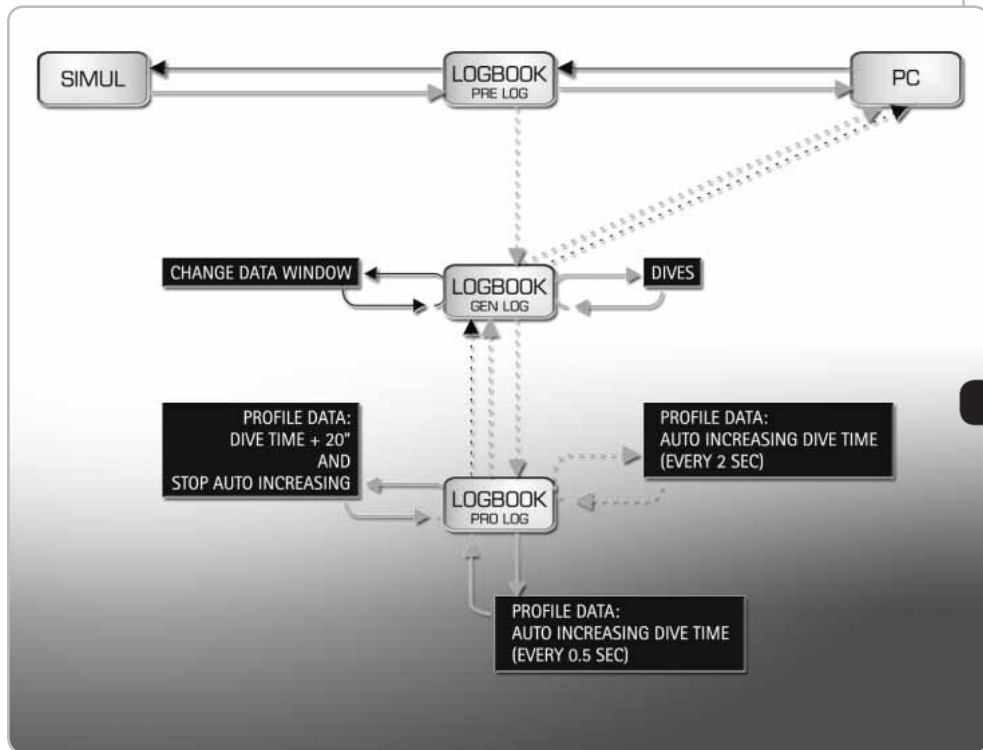 SIMUL
LOGBOOK
PRE LOG
PC
CHANGE DATA WINDOW
LOGBOOK
GEN LOG
DIVES
PROFILE DATA:
DIVE TIME + 20"
AND
STOP AUTO INCREASING
PROFILE DATA:
AUTO INCREASING DIVE TIME
(EVERY 2 SEC)
LOGBOOK
PRO LOG
PROFILE DATA:
AUTO INCREASING DIVE TIME
(EVERY 0.5 SEC)